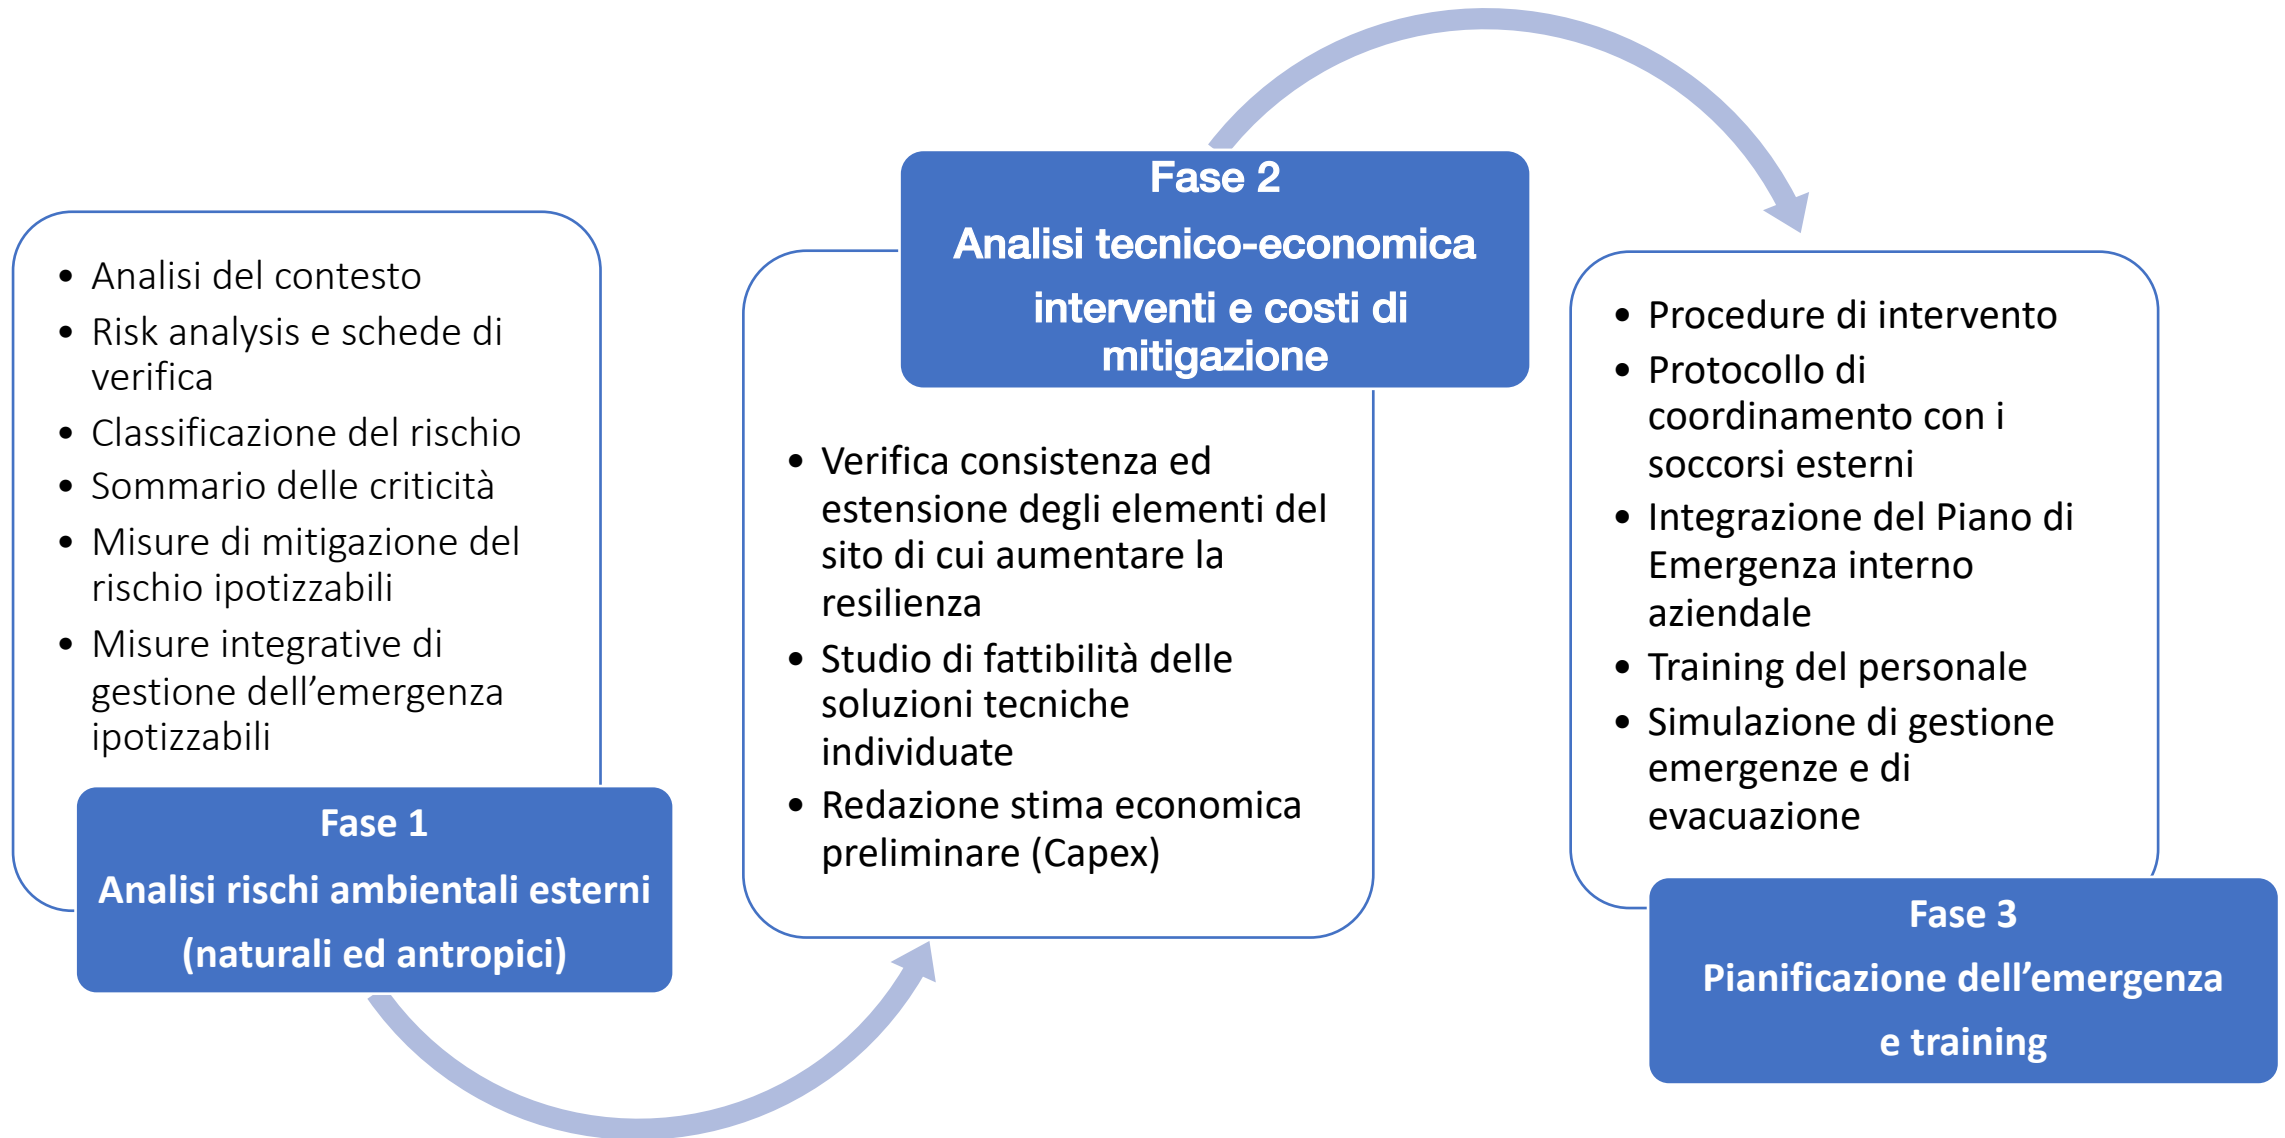 • Analisi del contesto
• Risk analysis e schede di
verifica
• Classificazione del rischio
• Sommario delle criticità
• Misure di mitigazione del
rischio ipotizzabili
• Misure integrative di
gestione dell’emergenza
ipotizzabili
Fase 1
Analisi rischi ambientali esterni
(naturali ed antropici)
Fase 2
Analisi tecnico-economica
interventi e costi di
mitigazione
• Verifica consistenza ed
estensione degli elementi del
sito di cui aumentare la
resilienza
• Studio di fattibilità delle
soluzioni tecniche
individuate
• Redazione stima economica
preliminare (Capex)
• Procedure di intervento
• Protocollo di
coordinamento con i
soccorsi esterni
• Integrazione del Piano di
Emergenza interno
aziendale
• Training del personale
• Simulazione di gestione
emergenze e di
evacuazione
Fase 3
Pianificazione dell’emergenza
e training